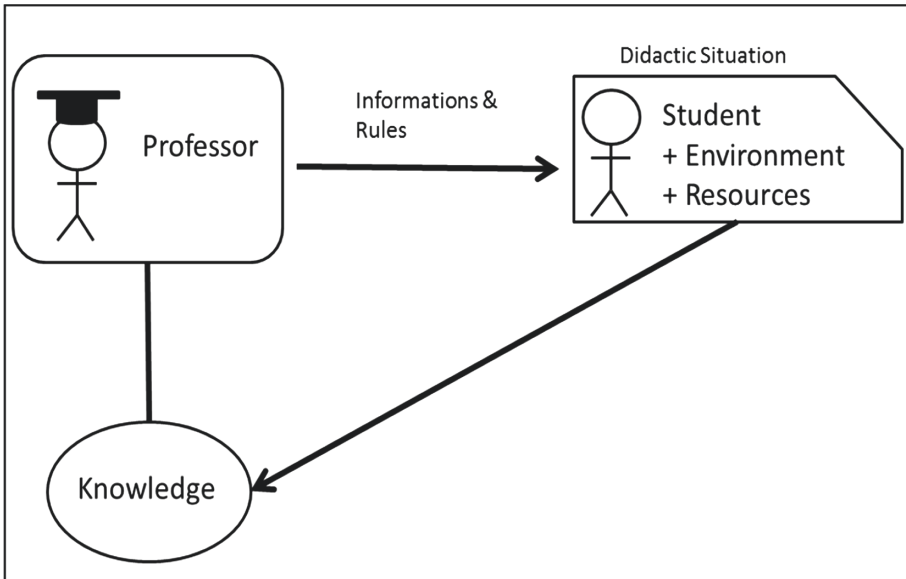 Didactic Situation
Professor
Informations &
Rules
Student
+ Environment
+ Resources
Knowledge